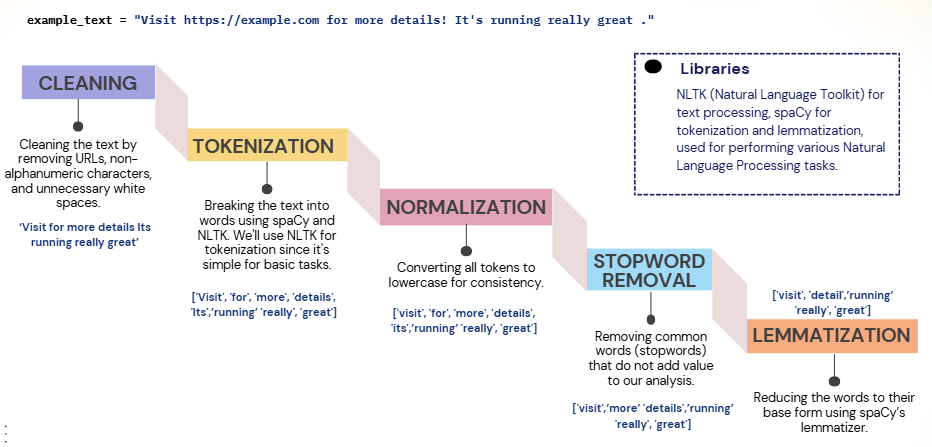 example_text = "Visit https://example.com for more details! It's running really great ."
CLEANING
Cleaning the text by
removing URLs, non-
alphanumeric characters,
and unnecessary white
spaces.
‘Visit for more details Its
running really great’
TOKENIZATION
Breaking the text into
words using spaCy and
NLTK. We'll use NLTK for
tokenization since it's
simple for basic tasks.
['Visit', 'for', 'more', 'details',
'Its','running’ 'really', 'great']
NORMALIZATION
Converting all tokens to
lowercase for consistency.
['visit', 'for', 'more', 'details',
'its','running’ 'really', 'great']
STOPWORD
REMOVAL
Removing common
words (stopwords)
that do not add value
to our analysis.
['visit','more’ 'details','running’
'really', 'great']
['visit', 'detail','running’
'really', 'great']
LEMMATIZATION
Reducing the words to their
base form using spaCy’s
lemmatizer.
Libraries
NLTK (Natural Language Toolkit) for
text processing, spaCy for
tokenization and lemmatization,
used for performing various Natural
Language Processing tasks.